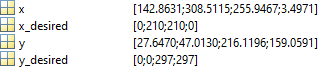 x [142.8631;308.5115;255.9467;3.4971]
x_desired [0;210;210;0]
y [27.6470;47.0130;216.1196;159.0591]
y_desired [0;0;297;297]